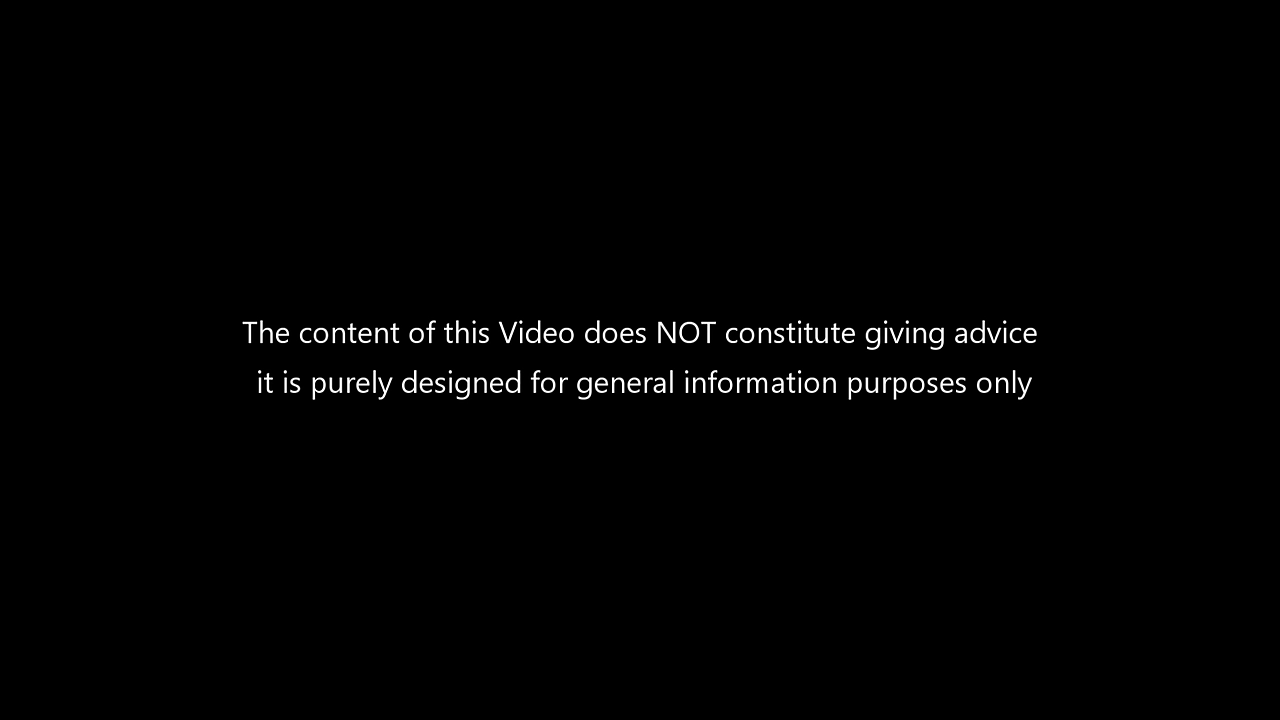 The content of this Video does NOT constitute giving advice
it is purely designed for general information purposes only